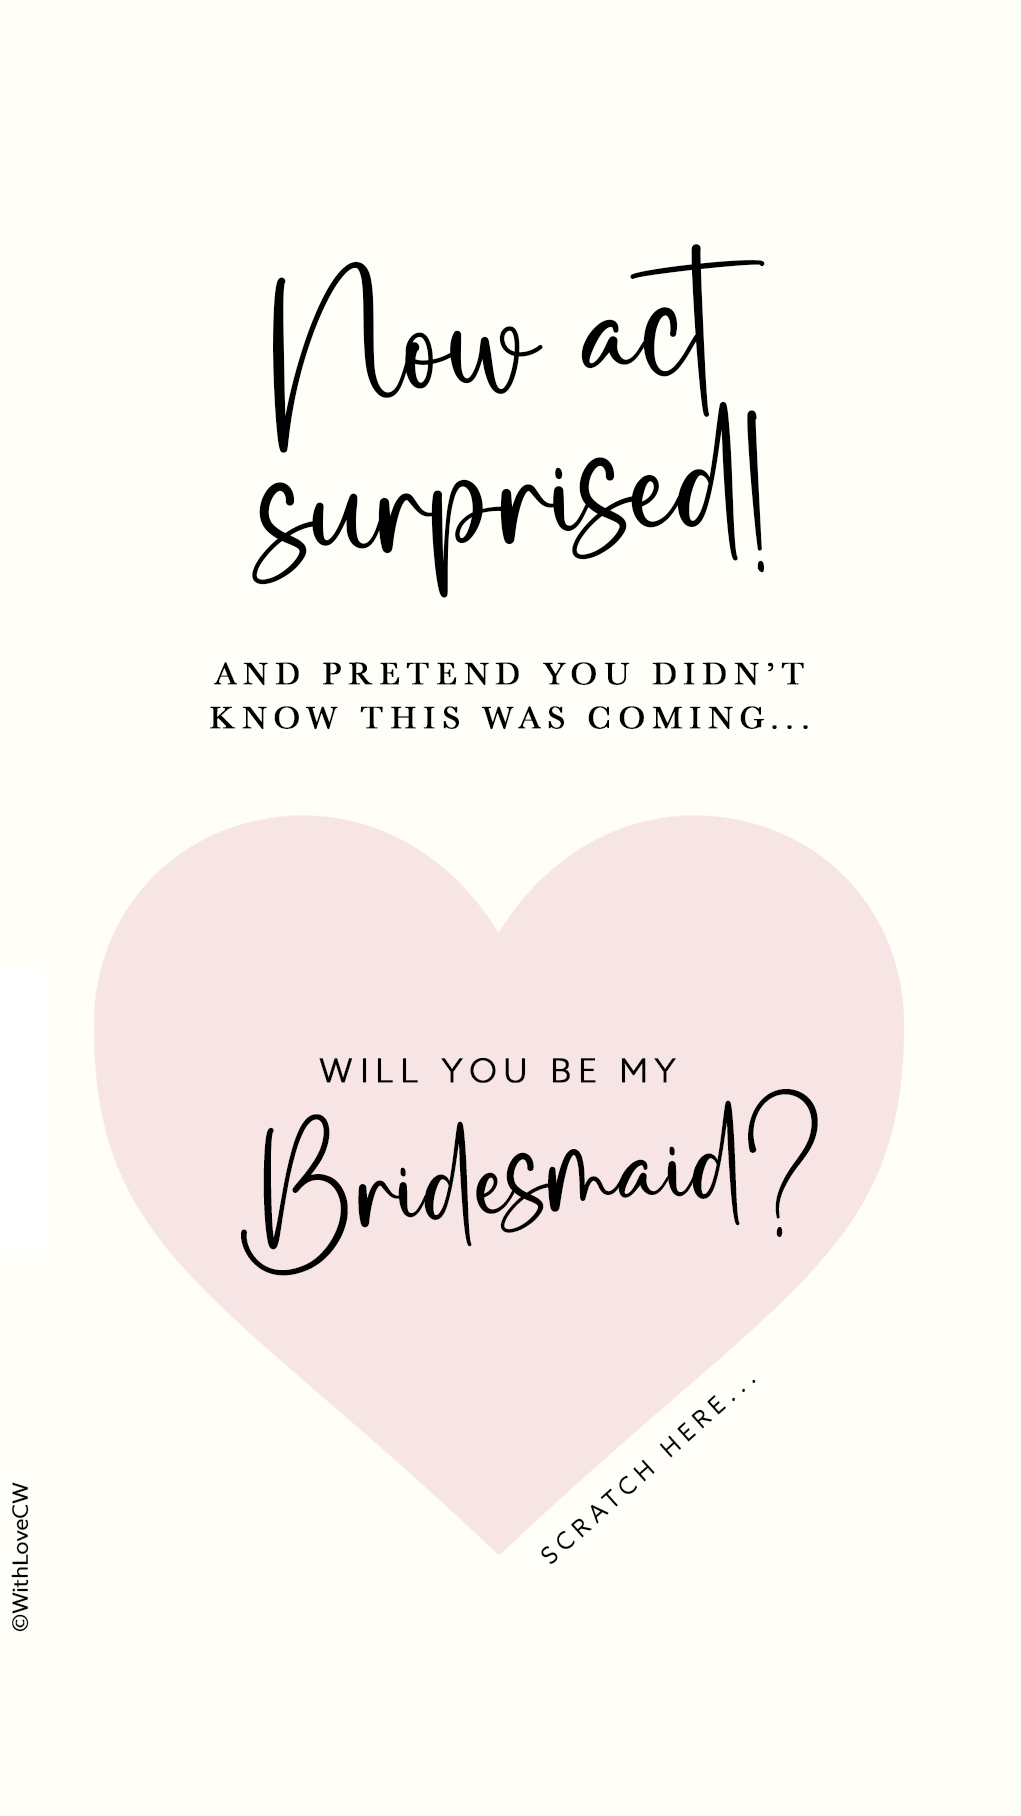 Now act
surprised!
AND PRETEND YOU DIDN’T
KNOW THIS WAS COMING...
WILL YOU BE MY
Bridesmaid?
SCRATCH HERE...
©WithLoveCW